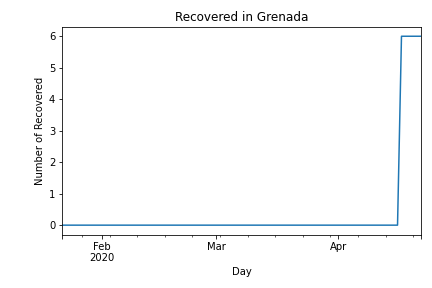 Recovered in Grenada
Number of Recovered
6
5
4
3
2
1
0
Feb
2020
Mar
Apr
Day